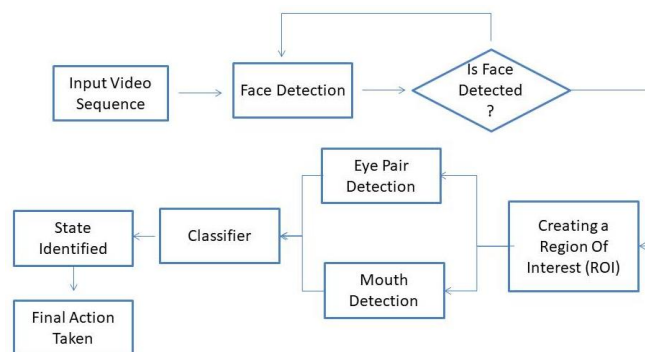 Input Video
Sequence
Face Detection
Is Face
Detected
?
Eye Pair
Detection
Mouth
Detection
Creating a
Region Of
Interest (ROI)
Classifier
State
Identified
Final Action
Taken